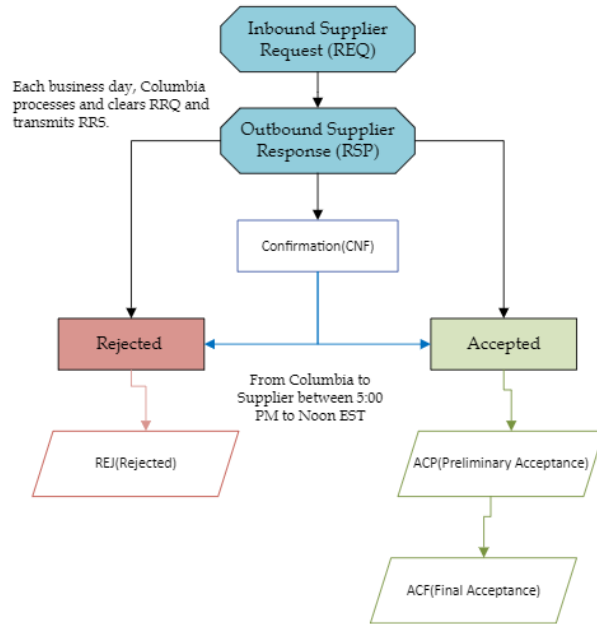 Inbound Supplier
Request (REQ)
Each business day, Columbia
processes and clears RRQ and
transmits RRS.
Outbound Supplier
Response (RSP)
Confirmation(CNF)
Rejected
Accepted
From Columbia to
Supplier between 5:00
PM to Noon EST
REJ(Rejected)
ACP(Preliminary Acceptance)
ACF(Final Acceptance)